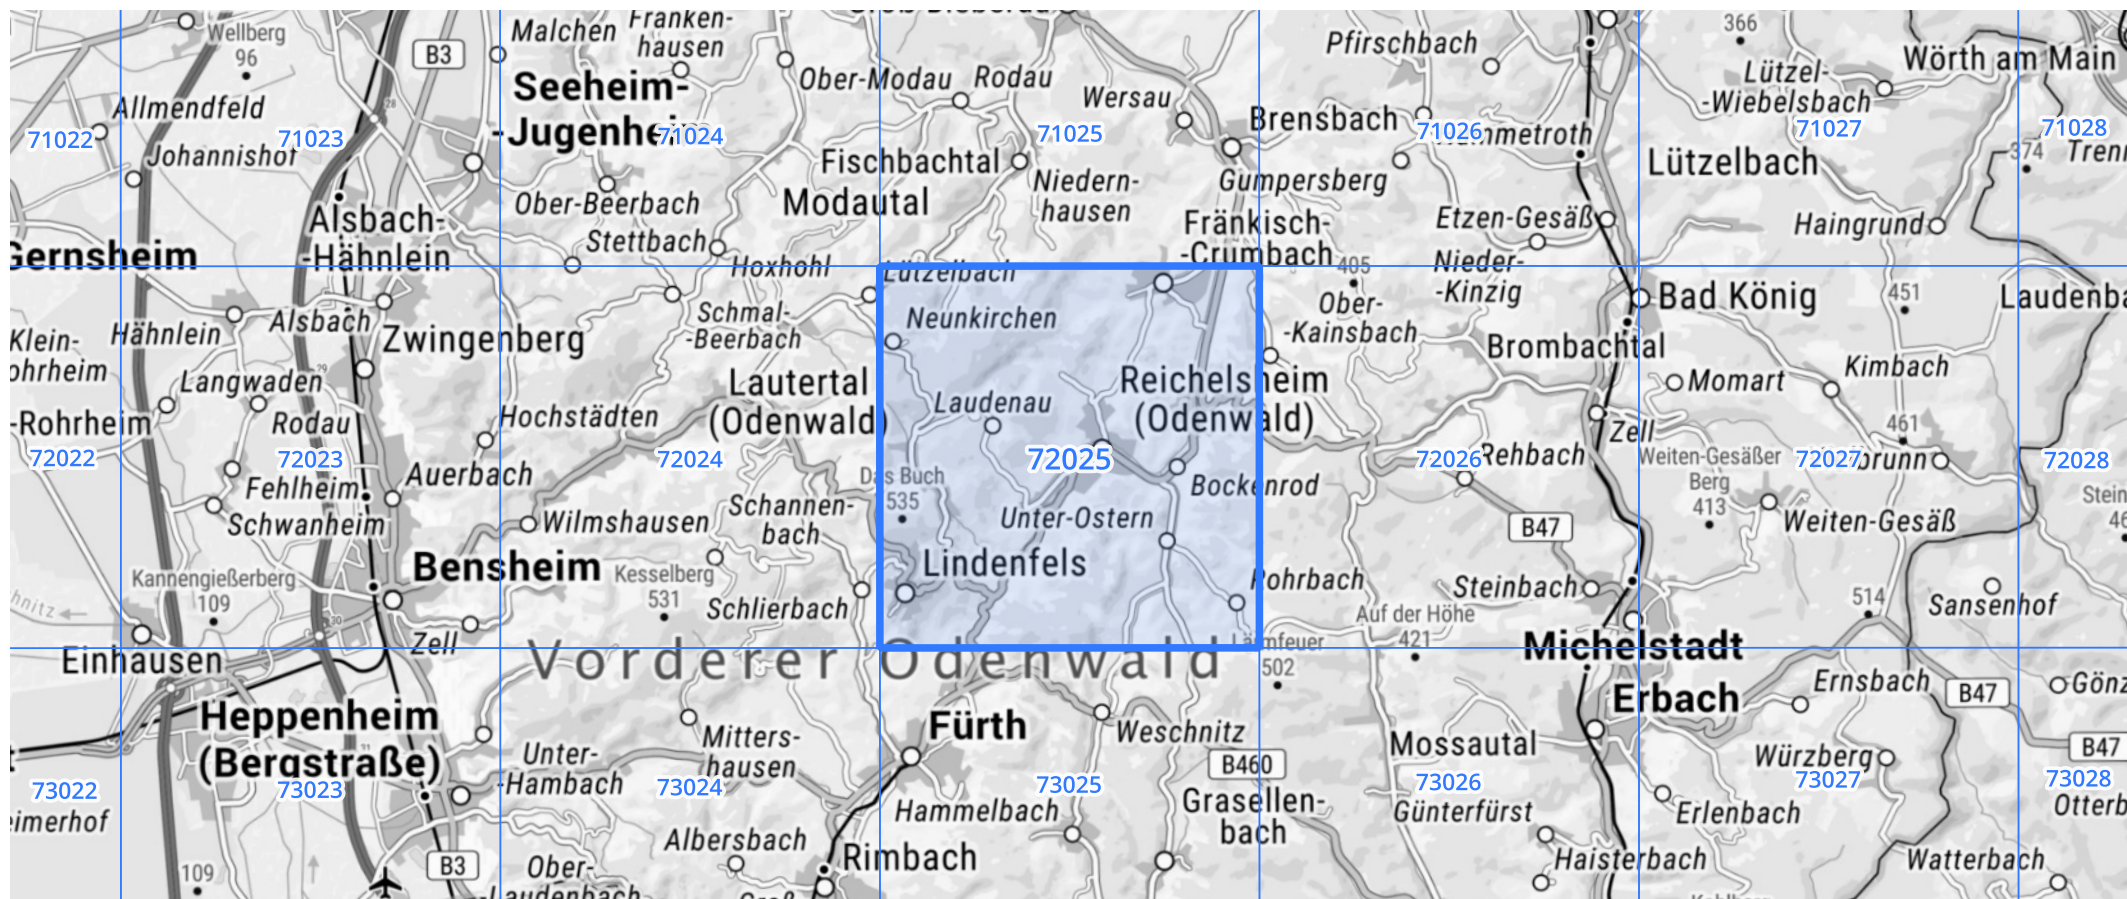 Wellberg
96
B3
Malchen
Franken-
hausen
Seeheim-
Ober-Modau
Rodau
Wersau
Pfirschbach
366
Lützel-
-Wiebelsbach
Wörth am Main
Allmendfeld
28
71022
71023
71024
71025
71026
71027
71028
Johannishof
Brensbach
Fischbachtal
Niedern-
hausen
Modautal
Gumpersberg
Lützelbach
374
Ober-Beerbach
Stettbach
Alsbach-
-Hähnlein
Fränkisch-
-Crumbach
Etzen-Gesäß
Haingrund
Gernsheim
Hoxhohl
Lützelbach
405
Nieder-
-Kinzig
Klein-
Hähnlein
Alsbach
Zwingenberg
Schmal-
-Beerbach
Neunkirchen
Ober-
-Kainsbach
Bad König
451
Brombachtal
Langwaden
29
Lautertal
(Odenwald)
Reichelsheim
(Odenwald)
Momart
Kimbach
-Rohrheim
Rodau
Hochstädten
Laudenau
461
Zell
72022
72023
72024
72025
72026
72027
72028
Fehlheim
Auerbach
Das Buch
535
Bockenrod
Rehbach
Weiten-Gesäßer
Berg
413
Schwanheim
Wilmshausen
Schannen-
bach
Unter-Ostern
B47
Weiten-Gesäß
Bensheim
Kannengießerberg
109
Kesselberg
531
Schlierbach
Lindenfels
Rohrbach
Steinbach
514
Sansenhof
Auf der Höhe
421
30
Zell
Einhausen
Vorderer Odenwald
502
Michelstadt
Erbach
Ernsbach
B47
Heppenheim
(Bergstraße)
31
Mitters-
hausen
Fürth
Weschnitz
Mossautal
Würzberg
B47
Unter-
-Hambach
B460
73022
73023
73024
73025
73026
73027
73028
Hammelbach
Grasellen-
bach
Günterfürst
Erlenbach
Albersbach
Rimbach
Haisterbach
Watterbach
109
B3
Ober-